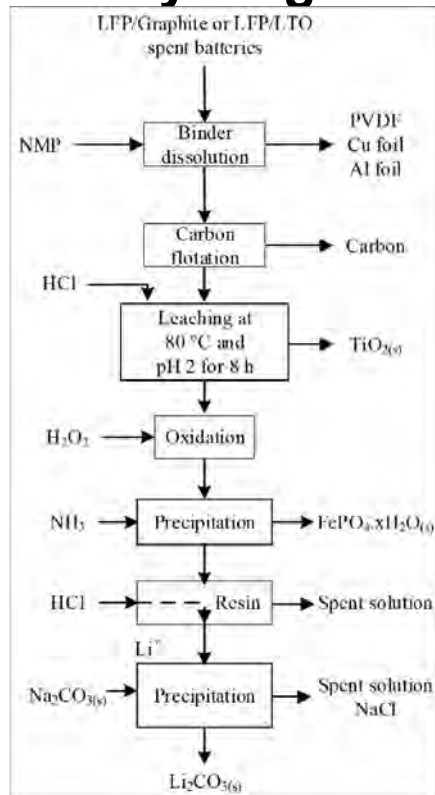 LFP/Graphite or LFP/LTO
spent batteries
NMP
Binder
dissolution
PVDF
Cu foil
Al foil
Carbon
flotation
Carbon
HCl
Leaching at
80 °C and
pH 2 for 8 h
TiO2(s)
H2O2
Oxidation
NH3
Precipitation
FePO4.xH2O(s)
HCl
Resin
Spent solution
Li+
Na2CO3(s)
Precipitation
Spent solution
NaCl
Li2CO3(s)